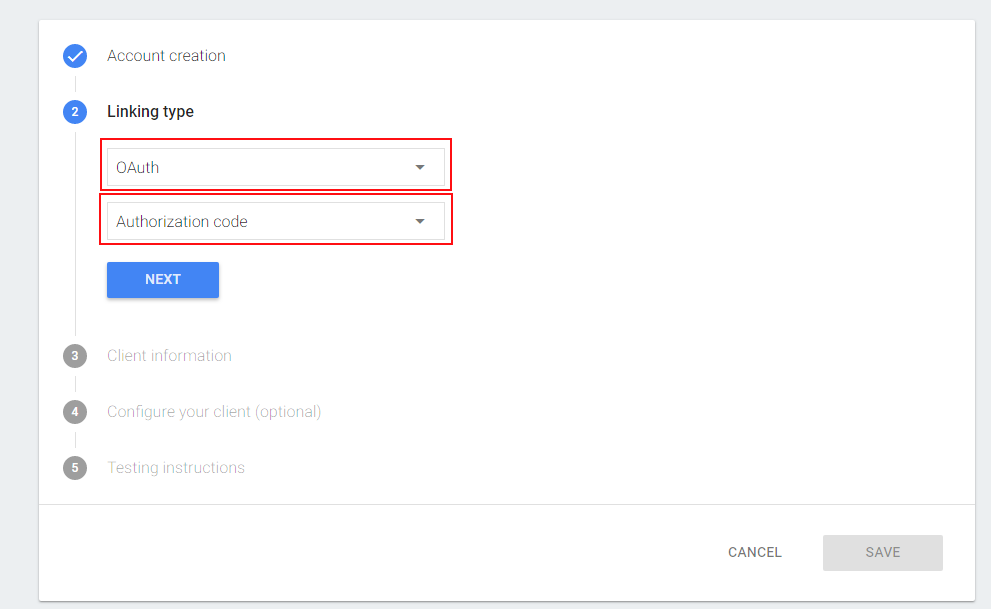 Account creation
2 Linking type
OAuth
Authorization code
NEXT
3 Client information
4 Configure your client (optional)
5 Testing instructions
CANCEL SAVE